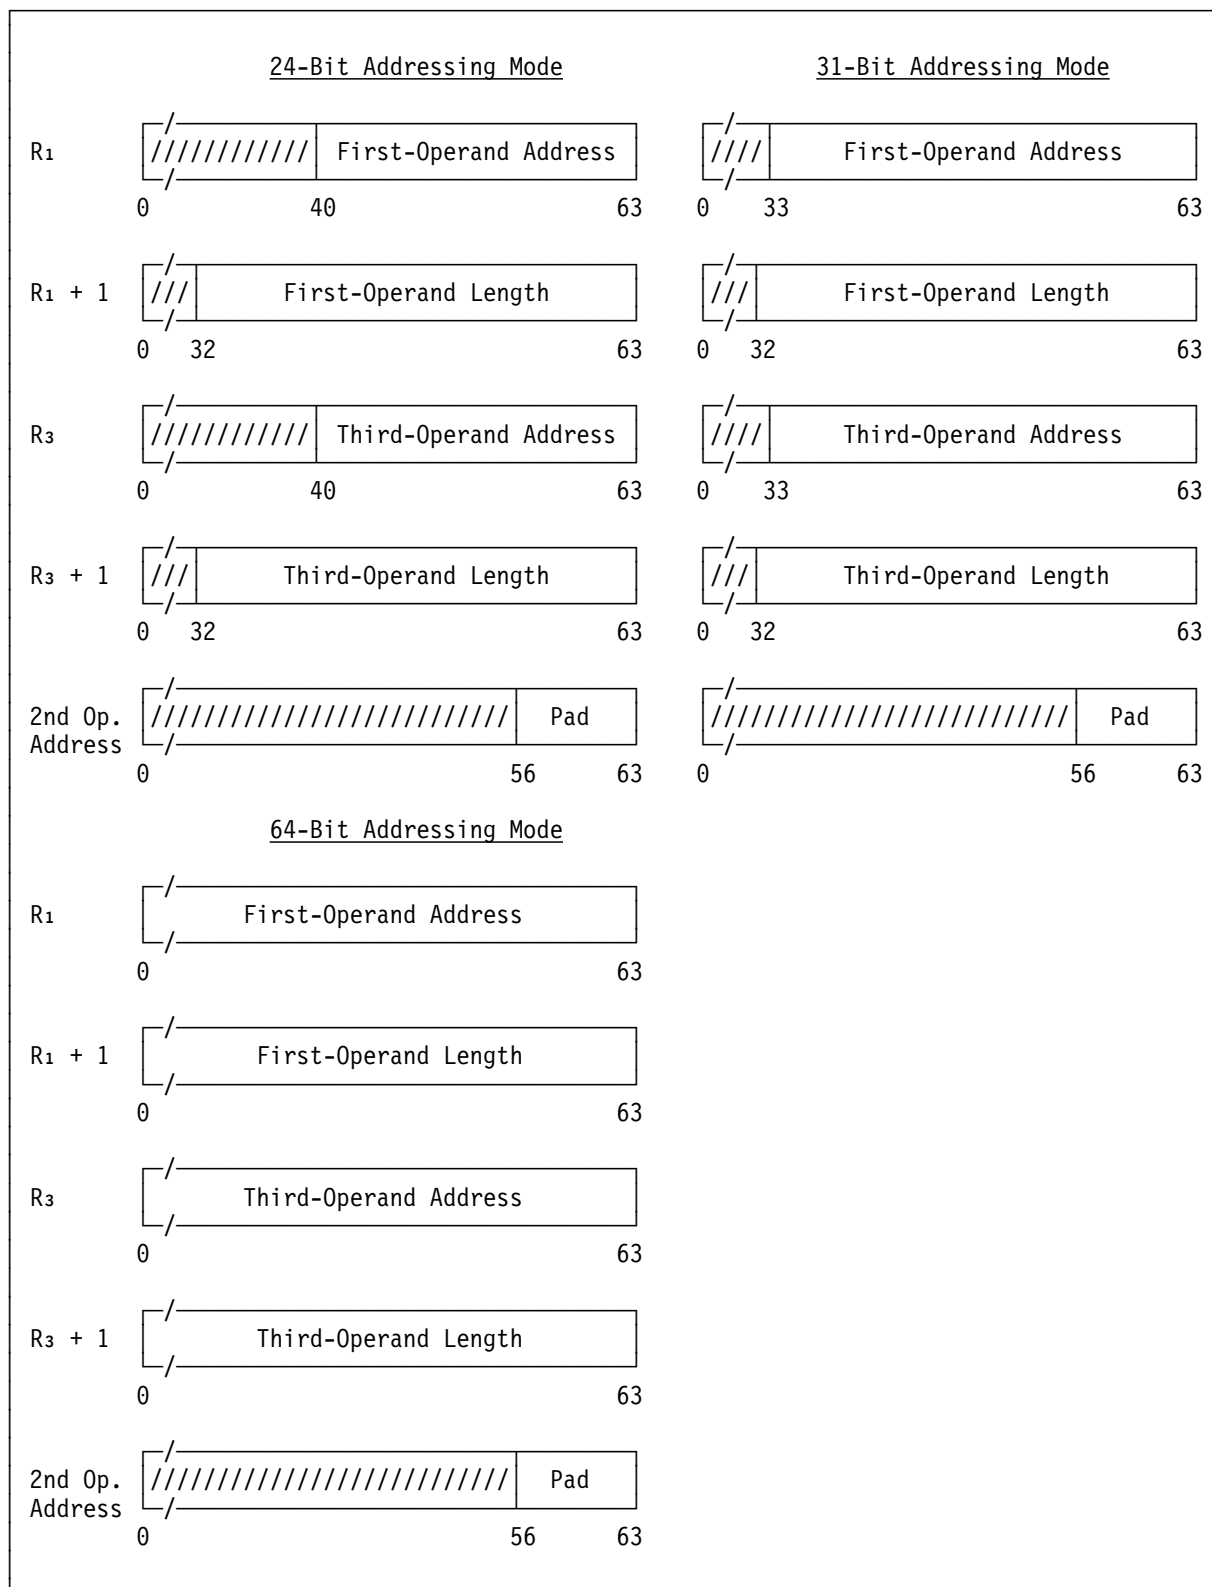 24-Bit Addressing Mode 31-Bit Addressing Mode
R₁ //////////// First-Operand Address //// First-Operand Address
0 40 63 0 33 63
R₁ + 1 /// First-Operand Length /// First-Operand Length
0 32 63 0 32 63
R₃ //////////// Third-Operand Address //// Third-Operand Address
0 40 63 0 33 63
R₃ + 1 /// Third-Operand Length /// Third-Operand Length
0 32 63 0 32 63
2nd Op. /////////////////////////// Pad /////////////////////////// Pad
Address
0 56 63 0 56 63
64-Bit Addressing Mode
R₁ First-Operand Address
0 63
R₁ + 1 First-Operand Length
0 63
R₃ Third-Operand Address
0 63
R₃ + 1 Third-Operand Length
0 63
2nd Op. /////////////////////////// Pad
Address
0 56 63